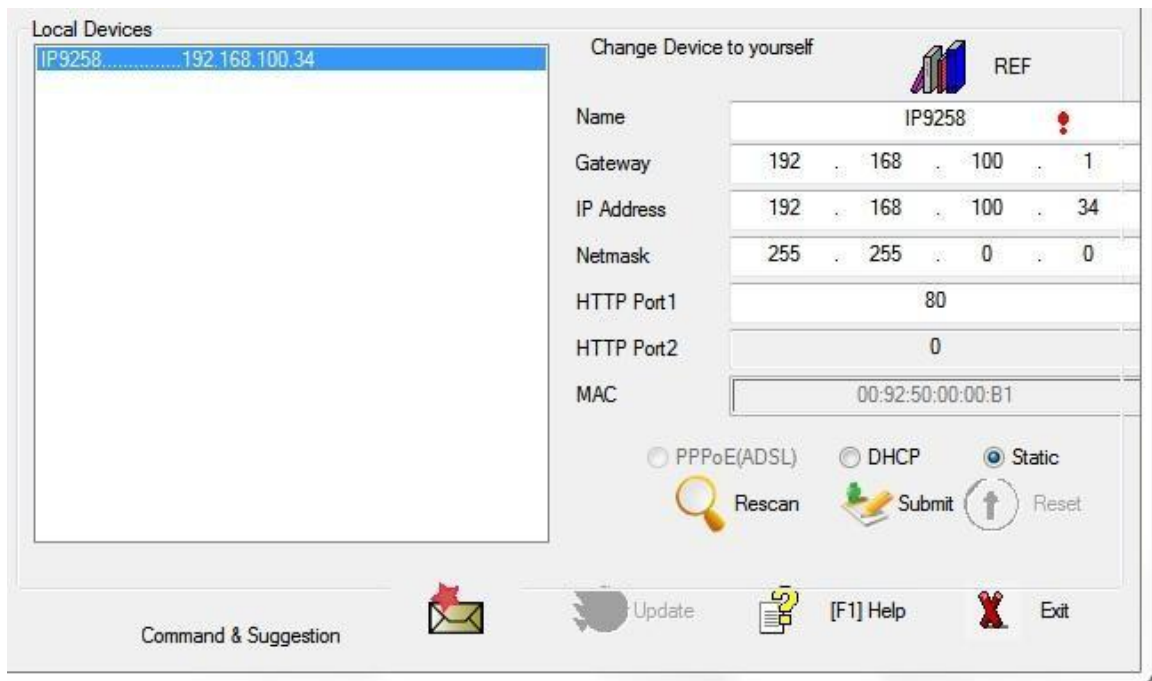 Local Devices
IP9258...............192.168.100.34
Change Device to yourself
REF
Name IP9258
Gateway 192 . 168 . 100 . 1
IP Address 192 . 168 . 100 . 34
Netmask 255 . 255 . 0 . 0
HTTP Port1 80
HTTP Port2 0
MAC 00:92:50:00:00:B1
PPPoE(ADSL) DHCP Static
Rescan Submit Reset
Command & Suggestion Update [F1] Help Exit